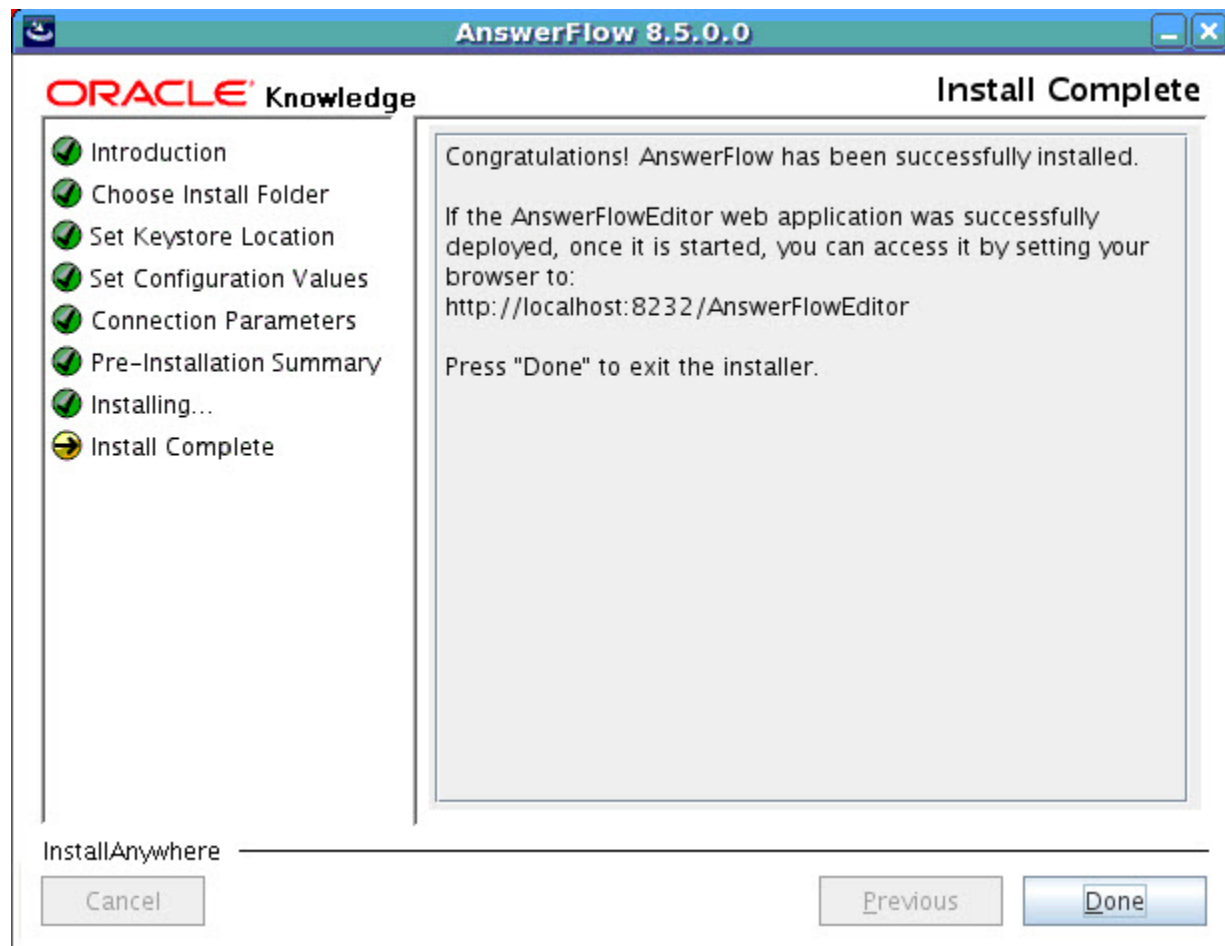 AnswerFlow 8.5.0.0
ORACLE Knowledge
Install Complete
Introduction
Choose Install Folder
Set Keystore Location
Set Configuration Values
Connection Parameters
Pre-Installation Summary
Installing...
Install Complete
Congratulations! AnswerFlow has been successfully installed.
If the AnswerFlowEditor web application was successfully
deployed, once it is started, you can access it by setting your
browser to:
http://localhost:8232/AnswerFlowEditor
Press "Done" to exit the installer.
InstallAnywhere
Cancel
Previous
Done